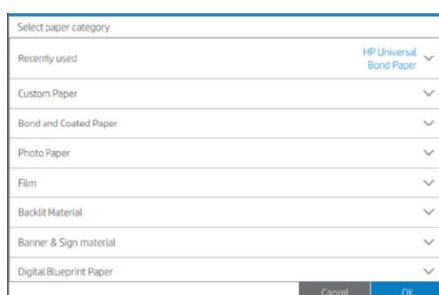 Select paper category
Recently used
HP Universal
Bond Paper
Custom Paper
Bond and Coated Paper
Photo Paper
Film
Backlit Material
Banner & Sign material
Digital Blueprint Paper
Cancel
OK